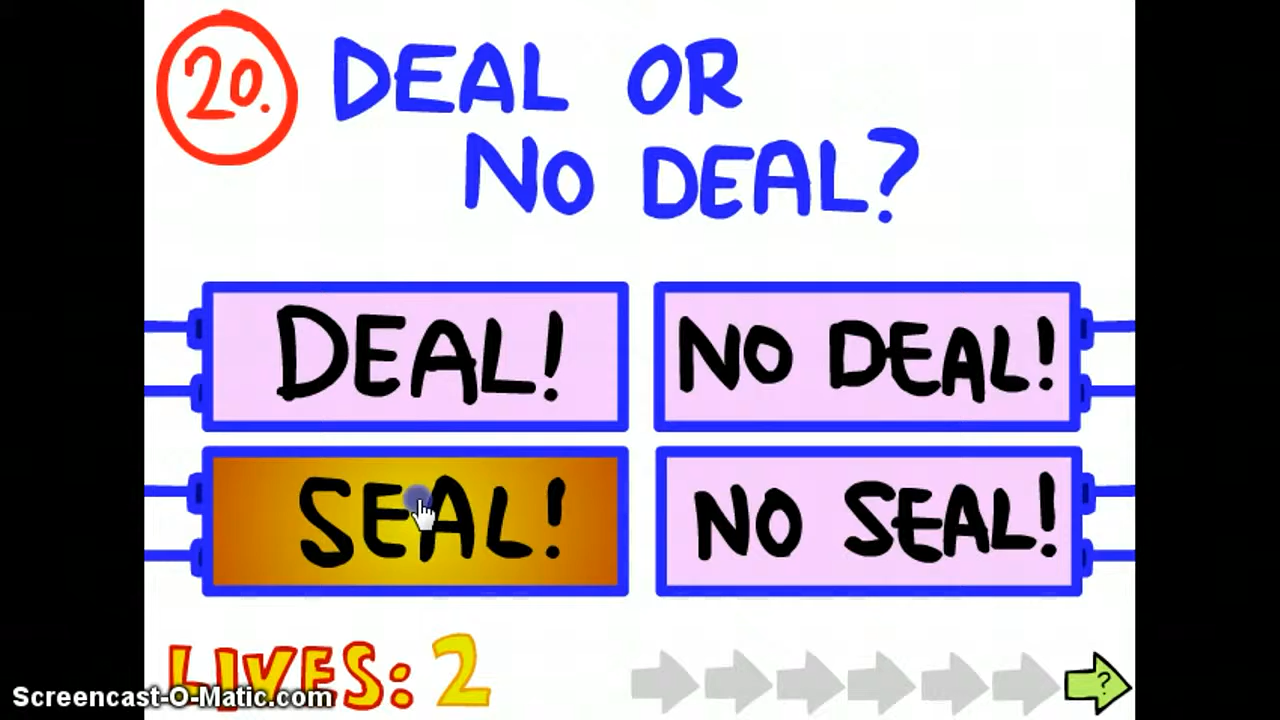 20.
DEAL OR
NO DEAL?
DEAL!
NO DEAL!
SEAL!
NO SEAL!
LIVES: 2
?
Screencast-O-Matic.com